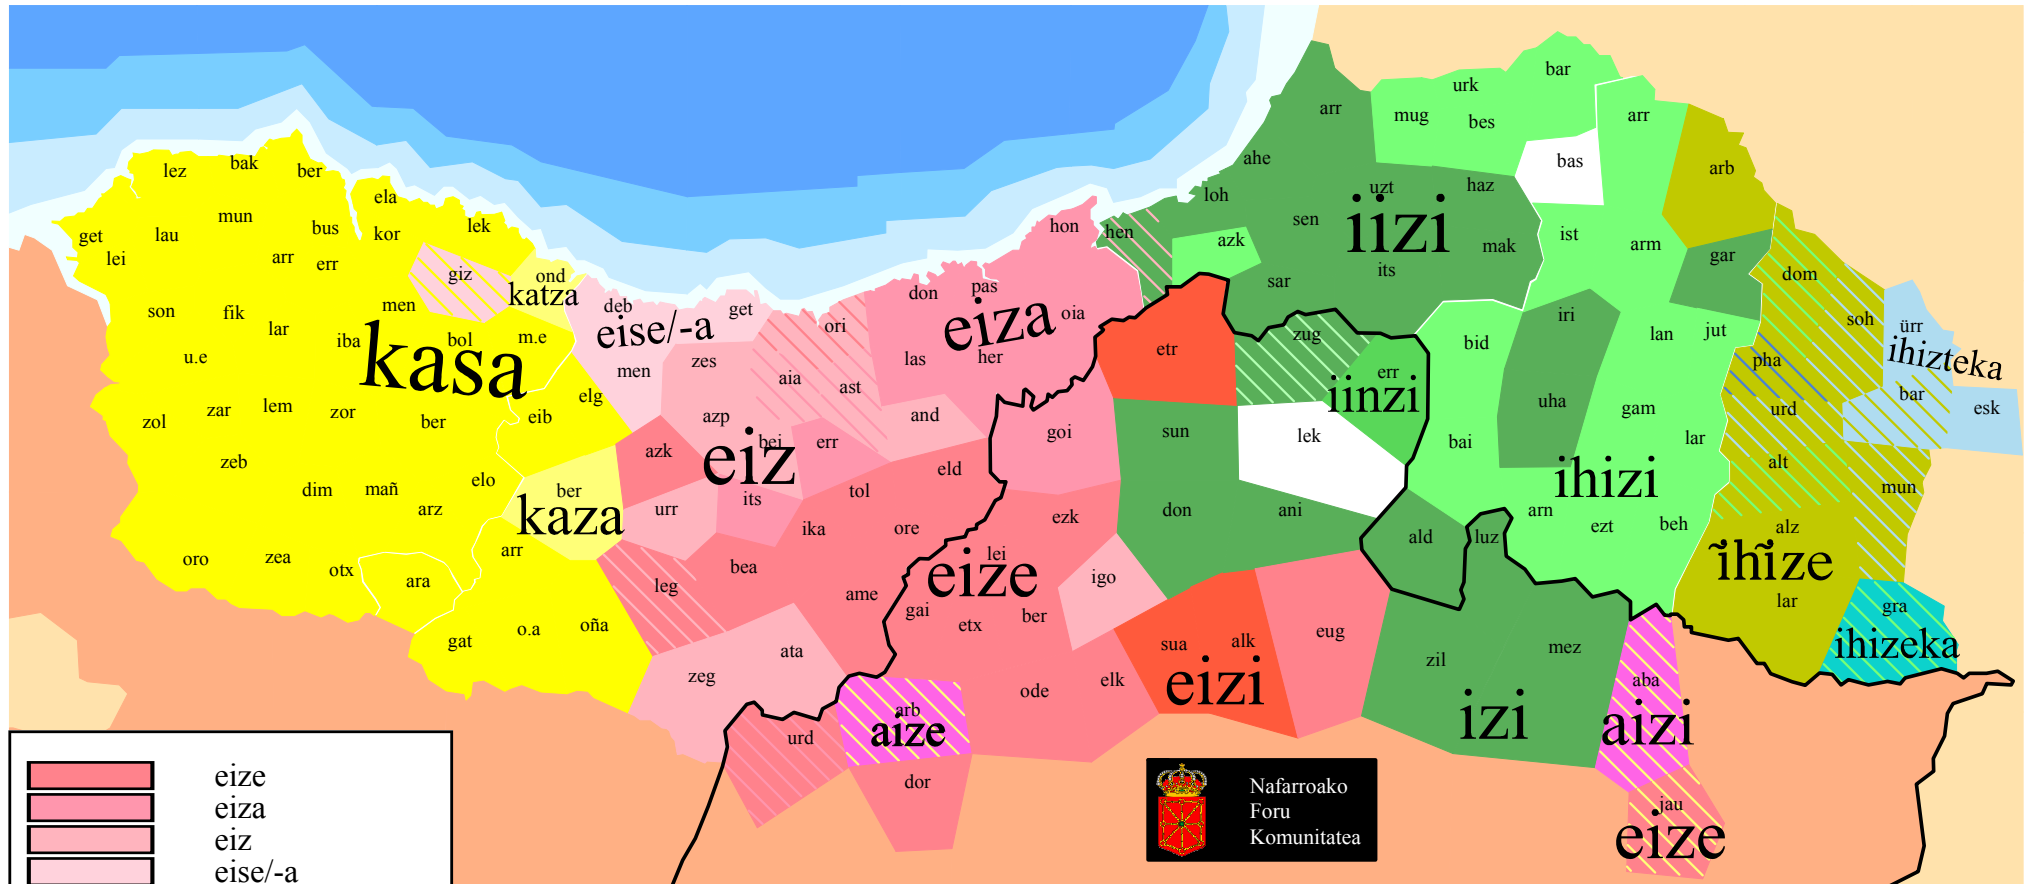 bar
urk
arr
mug
bes
arr
ahe
bas
arb
lez
bak
ber
ela
uzt
haz
loh
mun
bus
lek
hon
hen
azk
sen
iizi
mak
ist
arm
get
lau
kor
lei
arr
err
giz
ond
katza
sar
its
gar
dom
son
fik
men
deb
get
don
pas
oia
iri
soh
ürr
lar
iba
bol
m.e
eise/-a
ori
eiza
zug
bid
lan
jut
ihizteka
u.e
kasa
men
zes
las
her
etr
err
pha
zol
zar
lem
zor
ber
eib
elg
aia
ast
iinzi
uha
gam
urd
bar
esk
azp
and
goi
sun
lek
bai
lar
zeb
azk
eiz
bei
err
eld
ihizi
alt
dim
mañ
elo
ber
its
tol
mun
arz
kaza
urr
ika
ore
ezk
don
ani
arn
ezt
beh
alz
oro
zea
otx
ara
arr
bea
lei
eize
igo
ald
luz
ĩhĩze
leg
ame
gai
etx
ber
lar
gra
gat
o.a
oña
ata
sua
alk
eug
zil
mez
ihizeka
zeg
ode
elk
eizi
izi
aba
aizi
arb
aize
urd
dor
jau
eize
eize
eiza
eiz
eise/-a
Nafarroako
Foru
Komunitatea